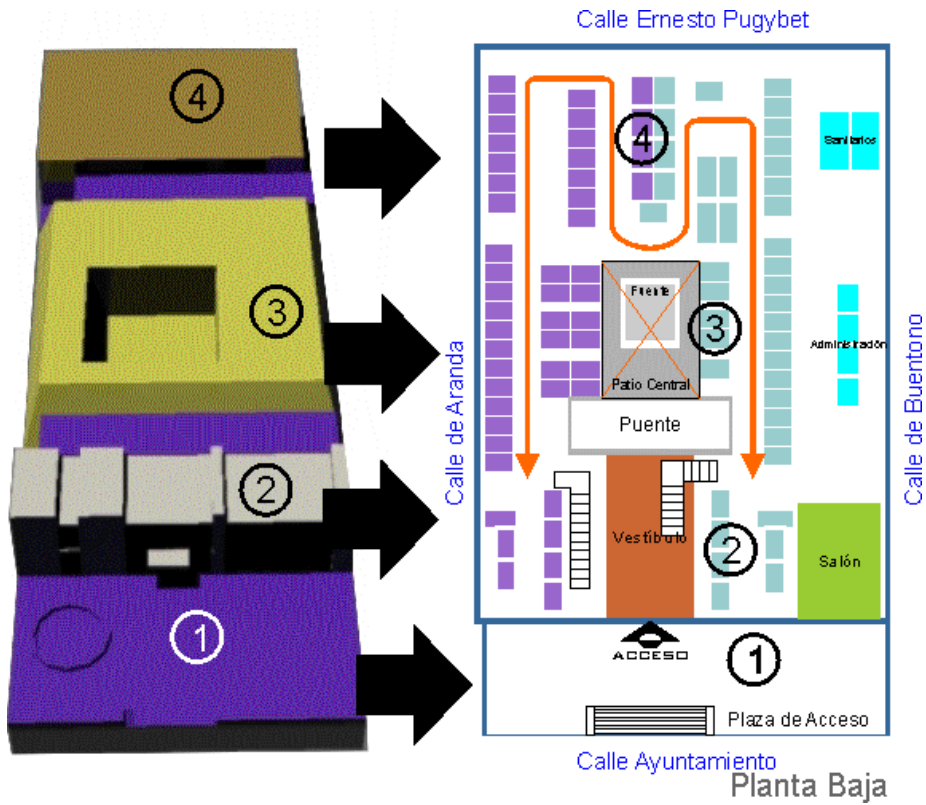 Calle Ernesto Pugybet
4
4
Sanitarios
Calle de Aranda
Calle de Buentono
3
Fuente
3
Administración
Patio Central
Puente
2
Vestíbulo
2
Salón
1
ACCESO
1
Plaza de Acceso
Calle Ayuntamiento
Planta Baja